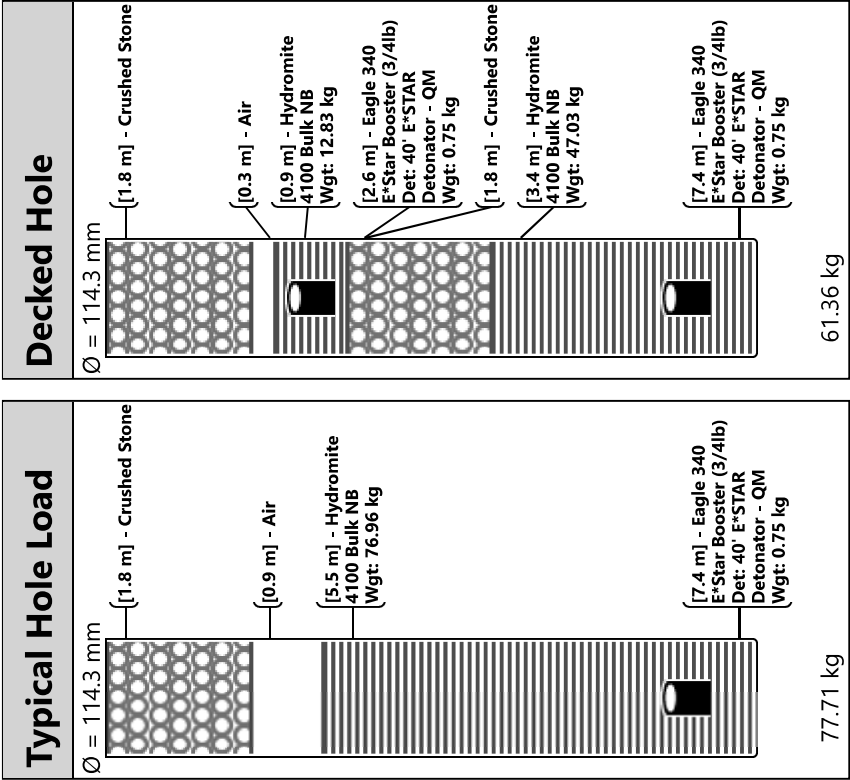 Typical Hole Load
Ø = 114.3 mm
[1.8 m] - Crushed Stone
[0.9 m] - Air
[5.5 m] - Hydromite
4100 Bulk NB
Wgt: 76.96 kg
[7.4 m] - Eagle 340
E*Star Booster (3/4lb)
Det: 40' E*STAR
Detonator - QM
Wgt: 0.75 kg
77.71 kg
Decked Hole
Ø = 114.3 mm
[1.8 m] - Crushed Stone
[0.3 m] - Air
[0.9 m] - Hydromite
4100 Bulk NB
Wgt: 12.83 kg
[2.6 m] - Eagle 340
E*Star Booster (3/4lb)
Det: 40' E*STAR
Detonator - QM
Wgt: 0.75 kg
[1.8 m] - Crushed Stone
[3.4 m] - Hydromite
4100 Bulk NB
Wgt: 47.03 kg
[7.4 m] - Eagle 340
E*Star Booster (3/4lb)
Det: 40' E*STAR
Detonator - QM
Wgt: 0.75 kg
61.36 kg